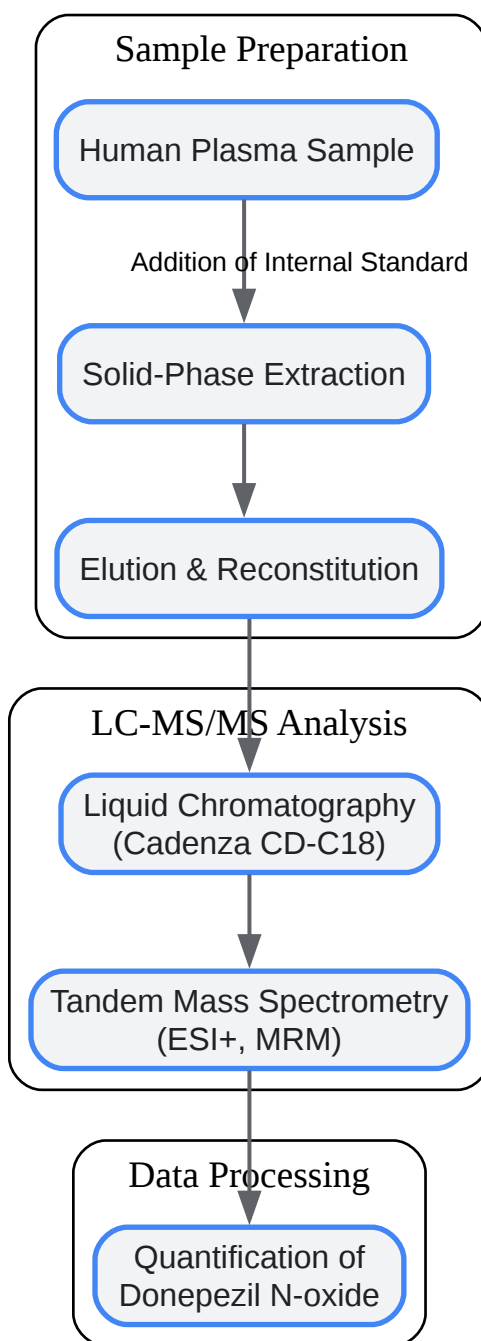 Sample Preparation
Human Plasma Sample
Addition of Internal Standard
Solid-Phase Extraction
Elution & Reconstitution
LC-MS/MS Analysis
Liquid Chromatography
(Cadenza CD-C18)
Tandem Mass Spectrometry
(ESI+, MRM)
Data Processing
Quantification of
Donepezil N-oxide